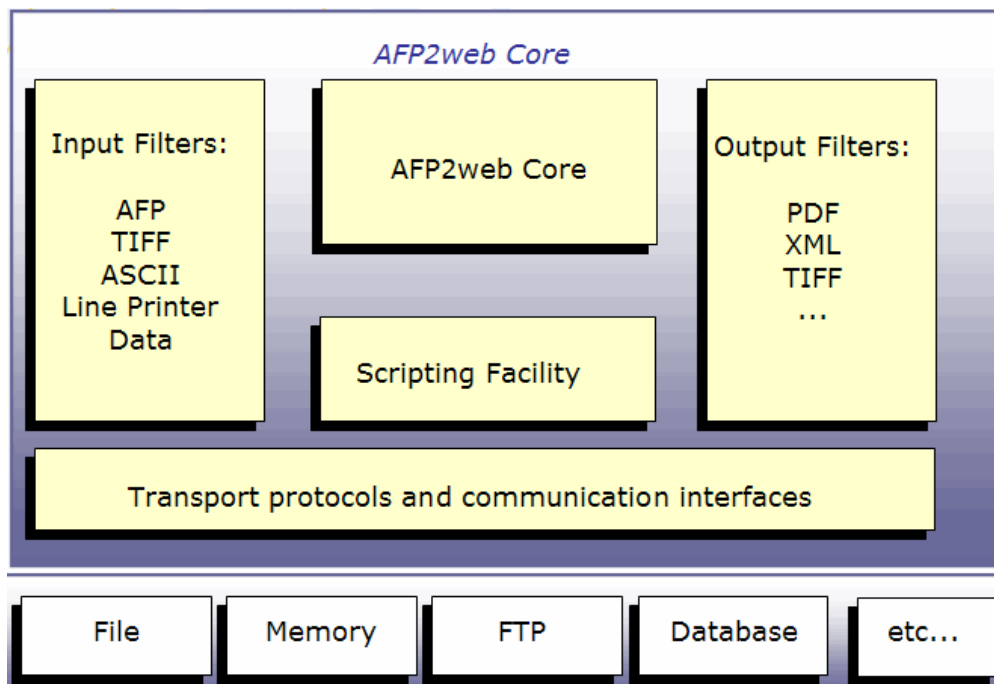 AFP2web Core
Input Filters:
AFP
TIFF
ASCII
Line Printer
Data
AFP2web Core
Scripting Facility
Output Filters:
PDF
XML
TIFF
...
Transport protocols and communication interfaces
File
Memory
FTP
Database
etc...